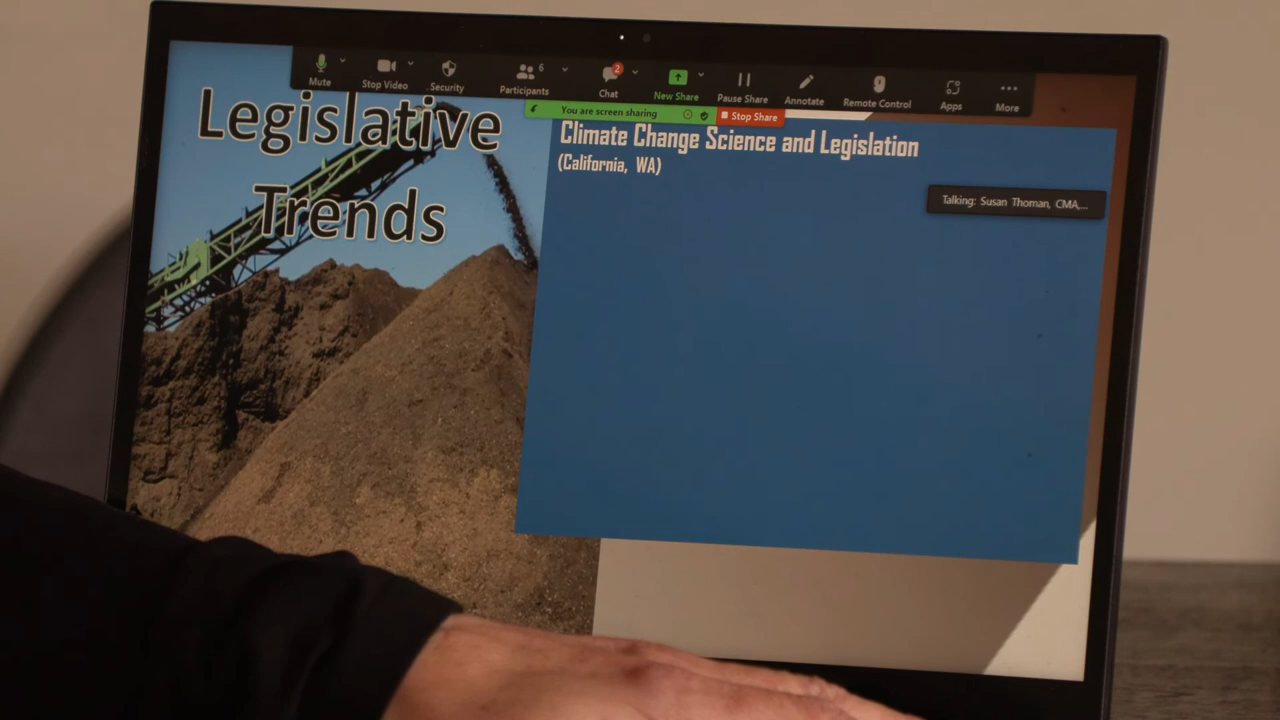 Mute
Stop Video
Security
6
Participants
2
Chat
New Share
Pause Share
Annotate
Remote Control
Apps
More
You are screen sharing
Stop Share
Legislative
Trends
Climate Change Science and Legislation
(California, WA)
Talking: Susan Thoman, CMA,...